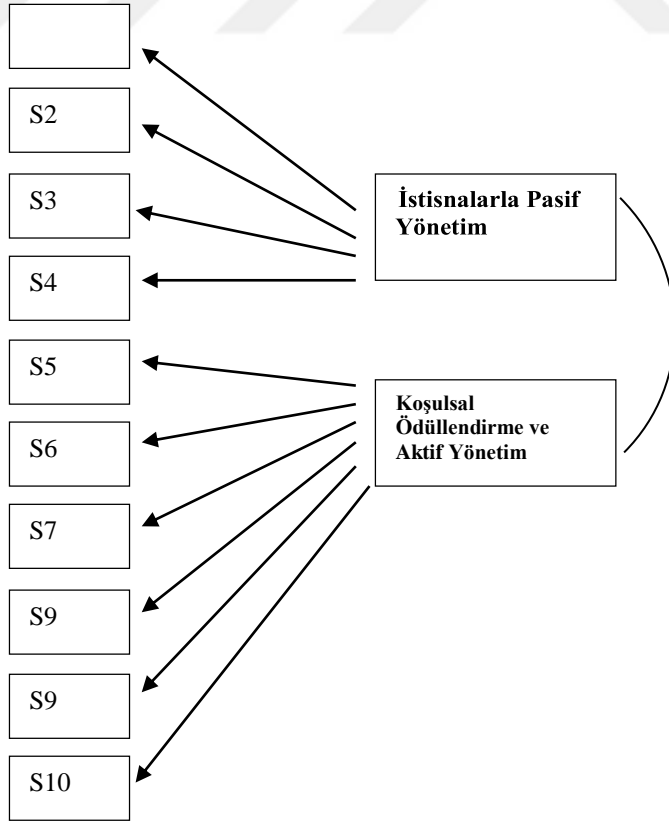 S2
S3
S4
S5
S6
S7
S9
S9
S10
İstisnalarla Pasif
Yönetim
Koşulsal
Ödüllendirme ve
Aktif Yönetim